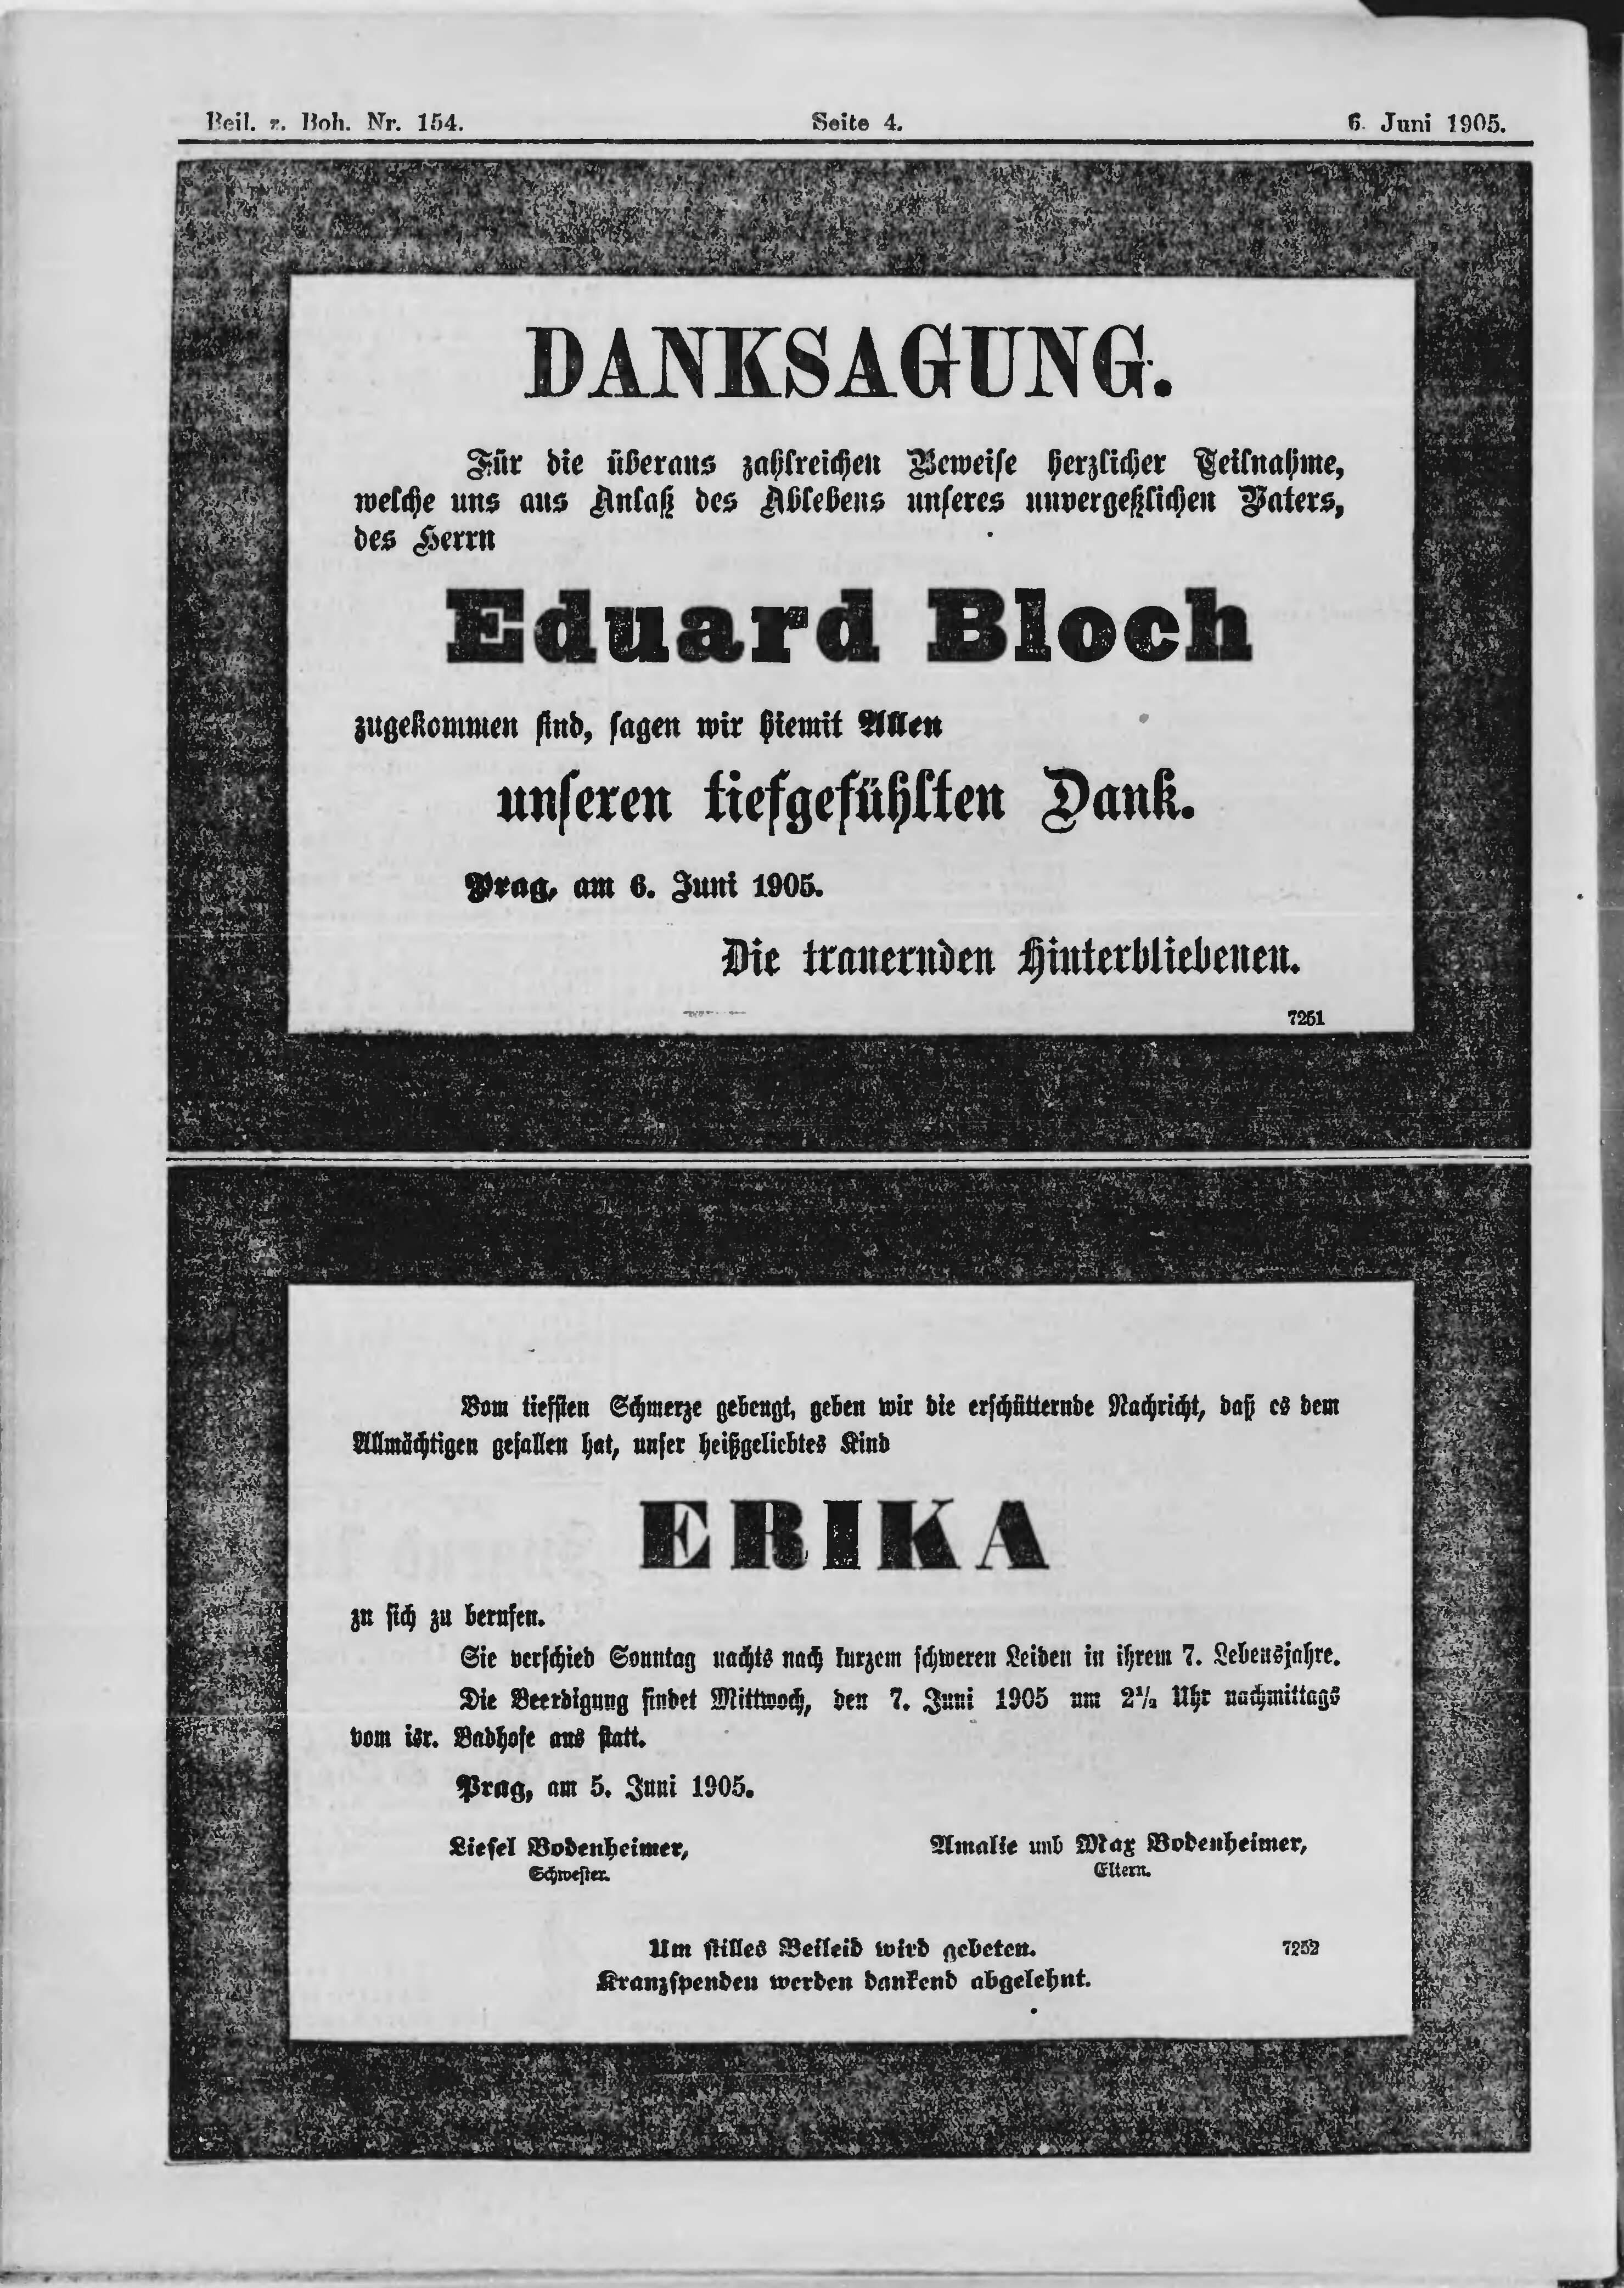 Beil. z. Boh. Nr. 154.
Seite 4.
6. Juni 1905.
DANKSAGUNG.
Für die überaus zahlreichen Beweise herzlicher Teilnahme,
welche uns aus Anlaß des Ablebens unseres unvergeßlichen Vaters,
des Herrn
Eduard Bloch
zugekommen sind, sagen wir hiemit Allen
unseren tiefgefühlten Dank.
Prag, am 6. Juni 1905.
Die trauernden Hinterbliebenen.
7251
Vom tiefsten Schmerze gebeugt, geben wir die erschütternde Nachricht, daß es dem
Allmächtigen gefallen hat, unser heißgeliebtes Kind
ERIKA
zu sich zu berufen.
Sie verschied Sonntag nachts nach kurzem schweren Leiden in ihrem 7. Lebensjahre.
Die Beerdigung findet Mittwoch, den 7. Juni 1905 um 2½ Uhr nachmittags
vom isr. Badhofe aus statt.
Prag, am 5. Juni 1905.
Liesel Bodenheimer,
Schwester.
Amalie und Max Bodenheimer,
Eltern.
Um stilles Beileid wird gebeten.
7252
Kranzspenden werden dankend abgelehnt.